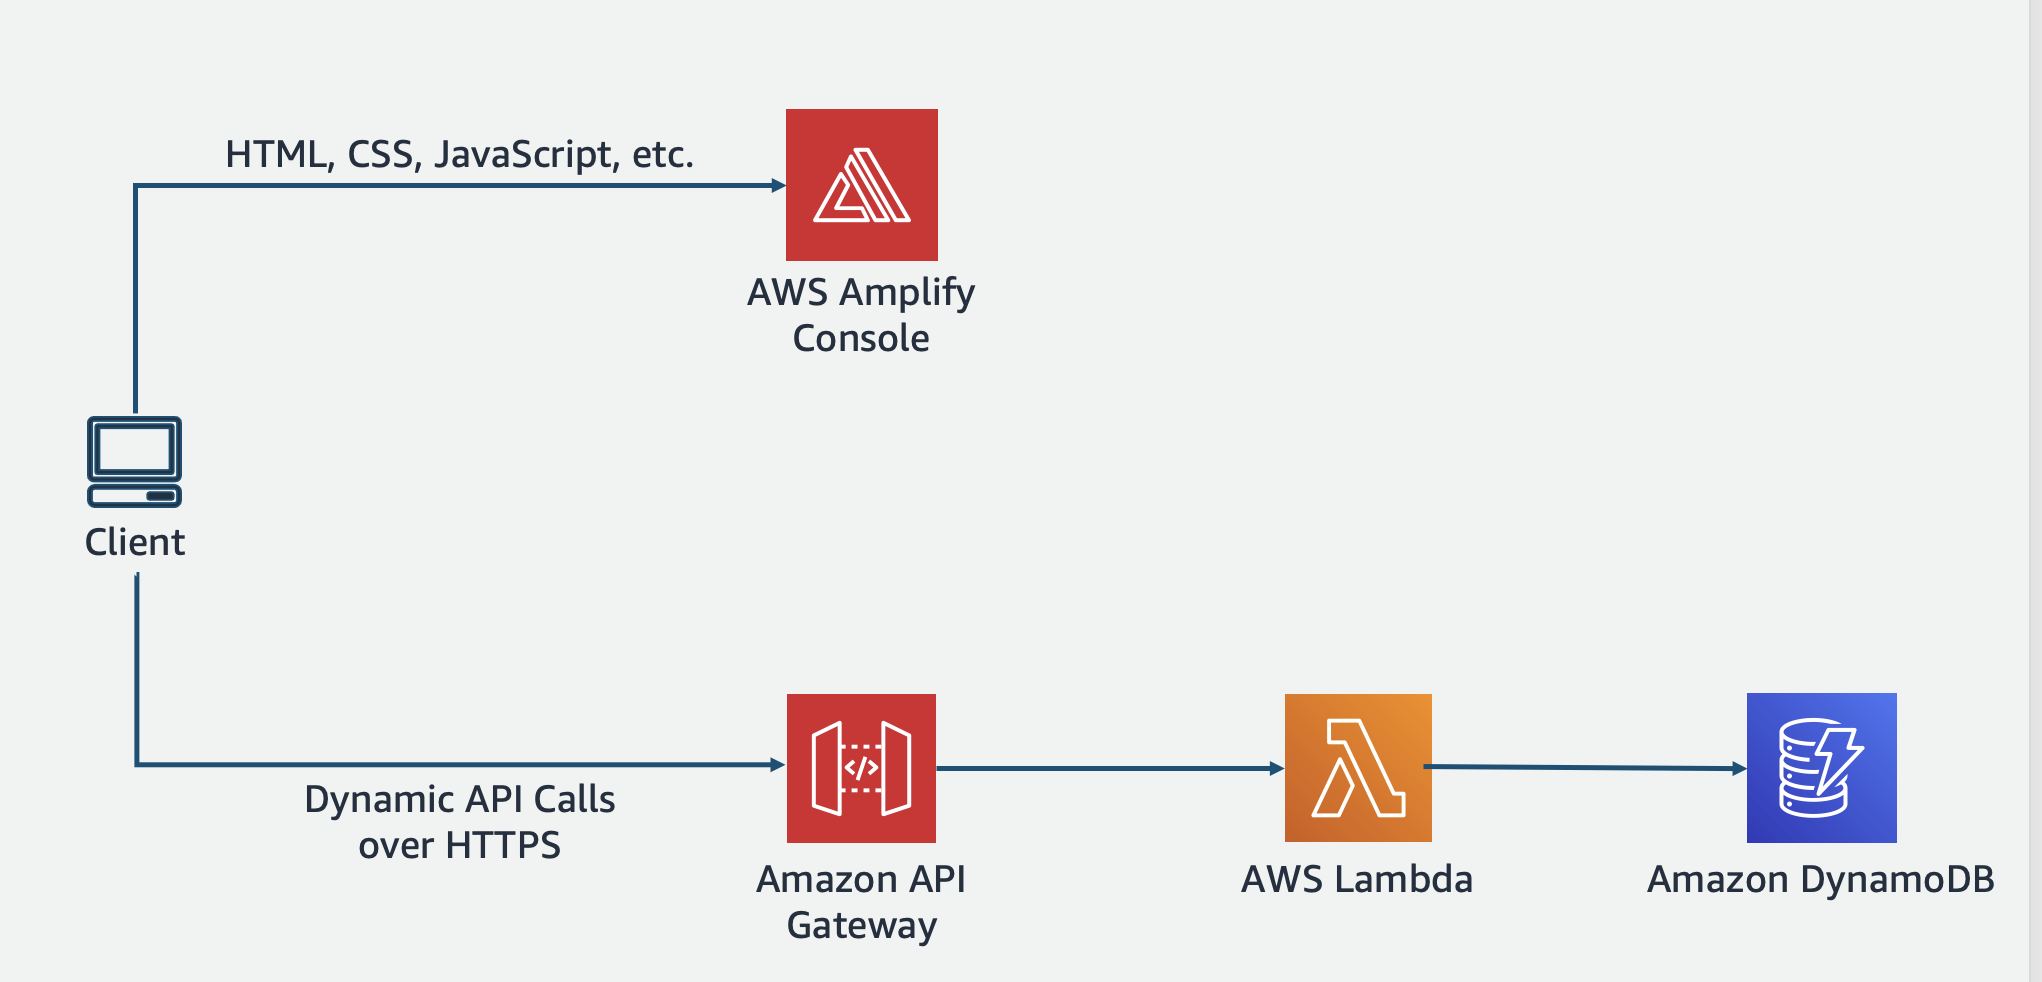 HTML, CSS, JavaScript, etc.
AWS Amplify
Console
Client
Dynamic API Calls
over HTTPS
</>
Amazon API
Gateway
AWS Lambda
Amazon DynamoDB